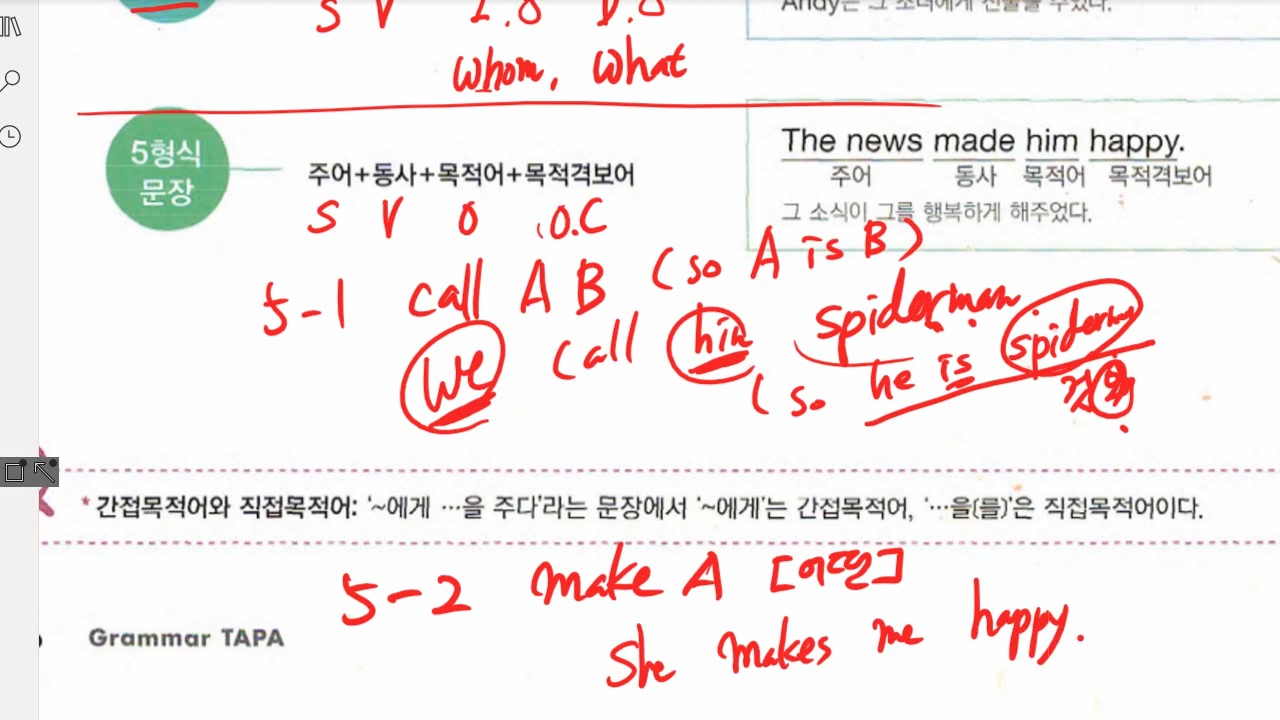 Andy는 그 소녀에게 선물을 주었다.
S V I.O D.O
whom, what
5형식
문장
주어+동사+목적어+목적격보어
The news made him happy.
주어 동사 목적어 목적격보어
그 소식이 그를 행복하게 해주었다.
S V O O.C
5-1 call A B (so A is B)
we call him spiderman
(so he is spiderman
* 간접목적어와 직접목적어: '~에게 …을 주다'라는 문장에서 '~에게'는 간접목적어, '…을(를)'은 직접목적어이다.
5-2 make A [어떤]
She makes me happy.
Grammar TAPA